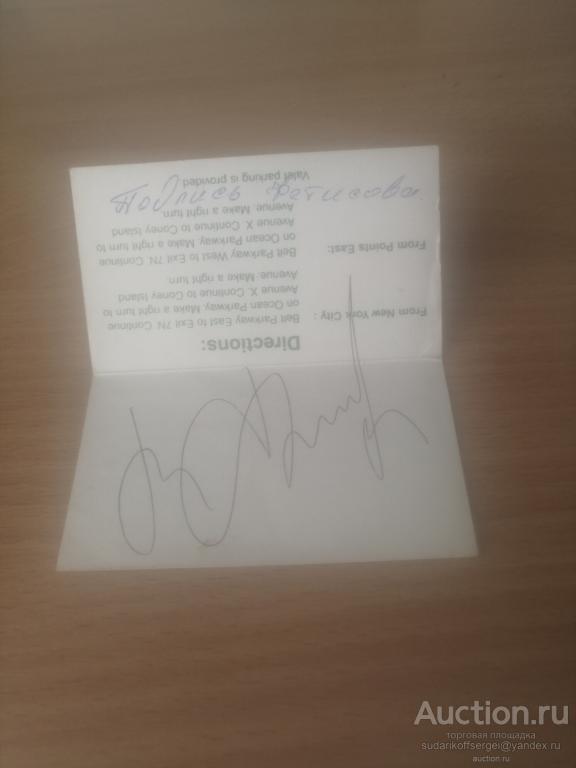 Подпись Фетисова.
Directions:
From New York City :
Belt Parkway East to Exit 7N. Continue
on Ocean Parkway. Make a right turn to
Avenue X. Continue to Coney Island
Avenue. Make a right turn.
From Points East:
Belt Parkway West to Exit 7N. Continue
on Ocean Parkway. Make a right turn to
Avenue X. Continue to Coney Island
Avenue. Make a right turn.
Valet parking is provided
Auction.ru
торговая площадка
sudarikoffsergei@yandex.ru
auction.ru